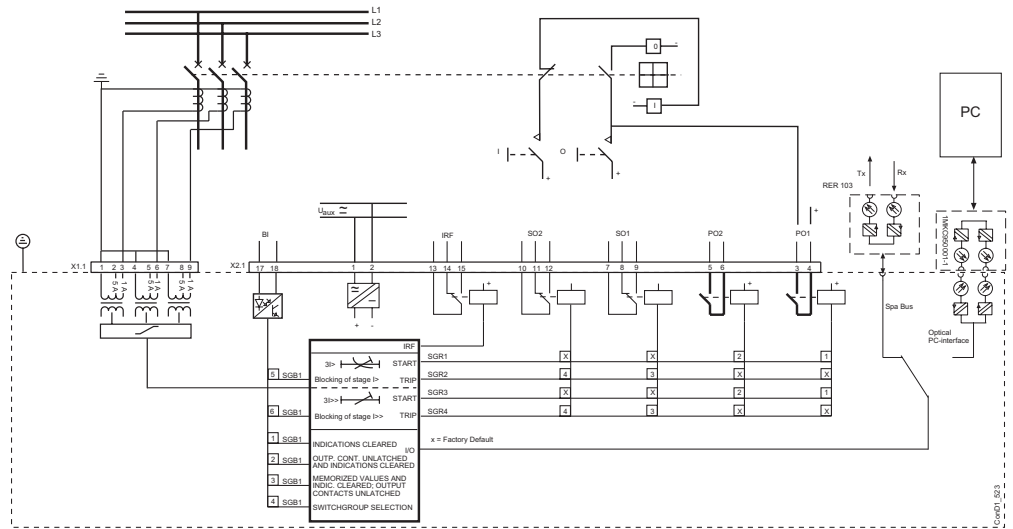 L1
L2
L3
0
-
-
I
PC
I
O
+
+
+
Tx
Rx
RER 103
1MKC950001-1
Uaux
BI
IRF
SO2
SO1
PO2
PO1
X1.1
1 2 3 4 5 6 7 8 9
X2.1
17 18 1 2 13 14 15 10 11 12 7 8 9 5 6 3 4
5 A
1 A
5 A
1 A
5 A
1 A
+ -
+
+
+
+
+
Spa Bus
Optical
PC-interface
IRF
3I>
START
SGR1 X X 2 1
5 SGB1
Blocking of stage I>
TRIP
SGR2 4 3 X X
3I>>
START
SGR3 X X 2 1
6 SGB1
Blocking of stage I>>
TRIP
SGR4 4 3 X X
1 SGB1
INDICATIONS CLEARED
I/O
x = Factory Default
2 SGB1
OUTP. CONT. UNLATCHED
AND INDICATIONS CLEARED
3 SGB1
MEMORIZED VALUES AND
INDIC. CLEARED; OUTPUT
CONTACTS UNLATCHED
4 SGB1
SWITCHGROUP SELECTION
ConD1_523